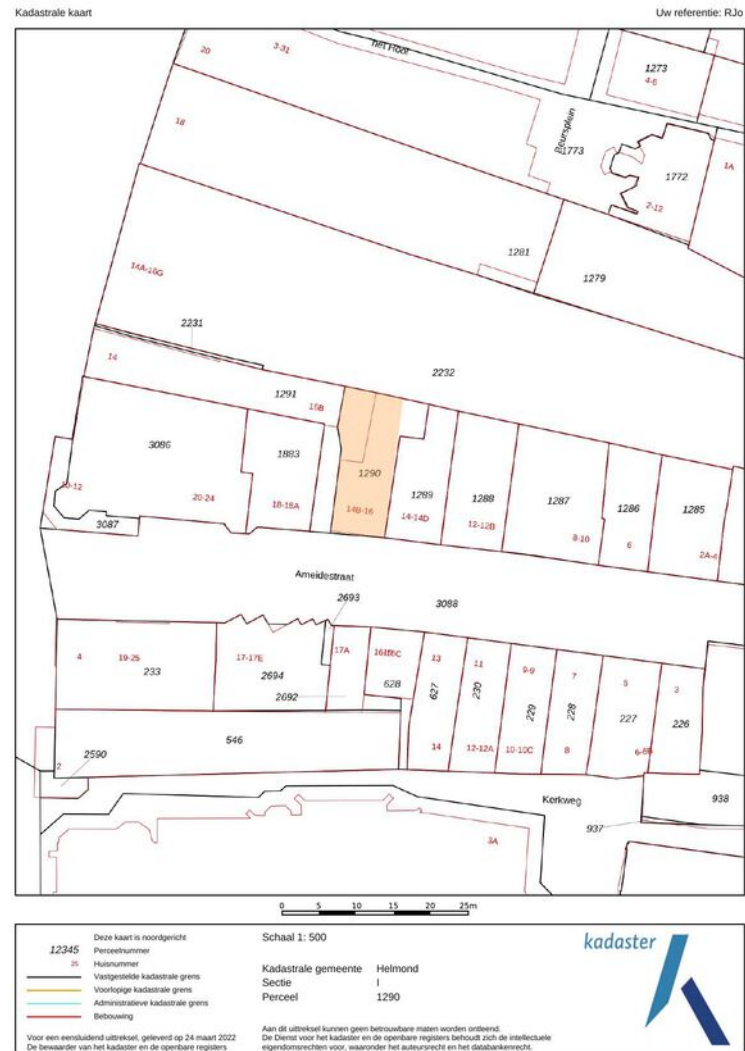 Kadastrale kaart
Uw referentie: RJo
20
3-31
het Hool
1273
4-6
18
Beursplein
1773
1772
1A
2-12
14A-16G
1281
1279
2231
14
2232
1291
16B
3086
1883
1290
10-12
20-24
18-18A
14B-16
1289
14-14D
1288
12-12B
1287
8-10
1286
6
1285
2A-4
3087
Ameidestraat
2693
3088
4
19-25
233
17-17E
2694
2692
17A
628
13
627
14
11
230
12-12A
9-9
229
10-10C
7
228
8
5
227
3
226
546
2590
2
Kerkweg
938
937
3A
0 5 10 15 20 25m
Deze kaart is noordgericht
12345 Perceelnummer
25 Huisnummer
Vastgestelde kadastrale grens
Voorlopige kadastrale grens
Administratieve kadastrale grens
Bebouwing
Voor een eensluidend uittreksel, geleverd op 24 maart 2022
De bewaarder van het kadaster en de openbare registers
Schaal 1: 500
Kadastrale gemeente Helmond
Sectie I
Perceel 1290
Aan dit uittreksel kunnen geen betrouwbare maten worden ontleend.
De Dienst voor het kadaster en de openbare registers behoudt zich de intellectuele
eigendomsrechten voor, waaronder het auteursrecht en het databankenrecht.
kadaster